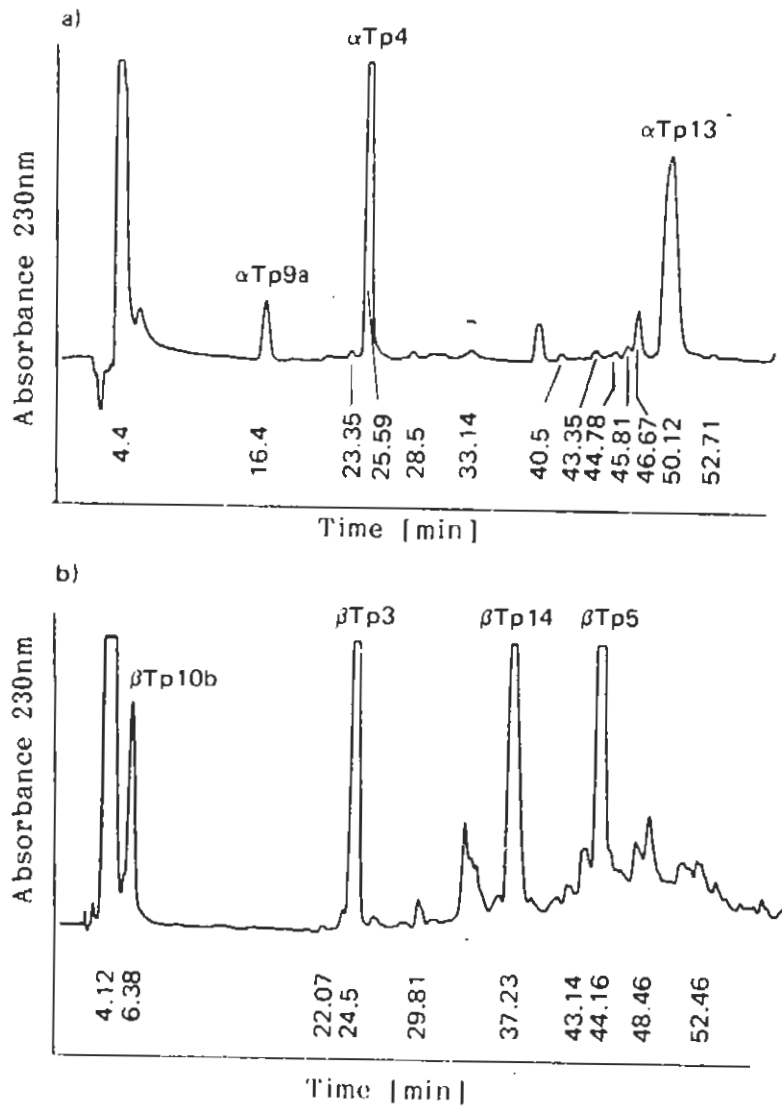 a)
αTp4
αTp13
αTp9a
Absorbance 230nm
4.4
16.4
23.35
25.59
28.5
33.14
40.5
43.35
44.78
45.81
46.67
50.12
52.71
Time [min]
b)
βTp3
βTp14
βTp5
βTp10b
Absorbance 230nm
4.12
6.38
22.07
24.5
29.81
37.23
43.14
44.16
48.46
52.46
Time [min]